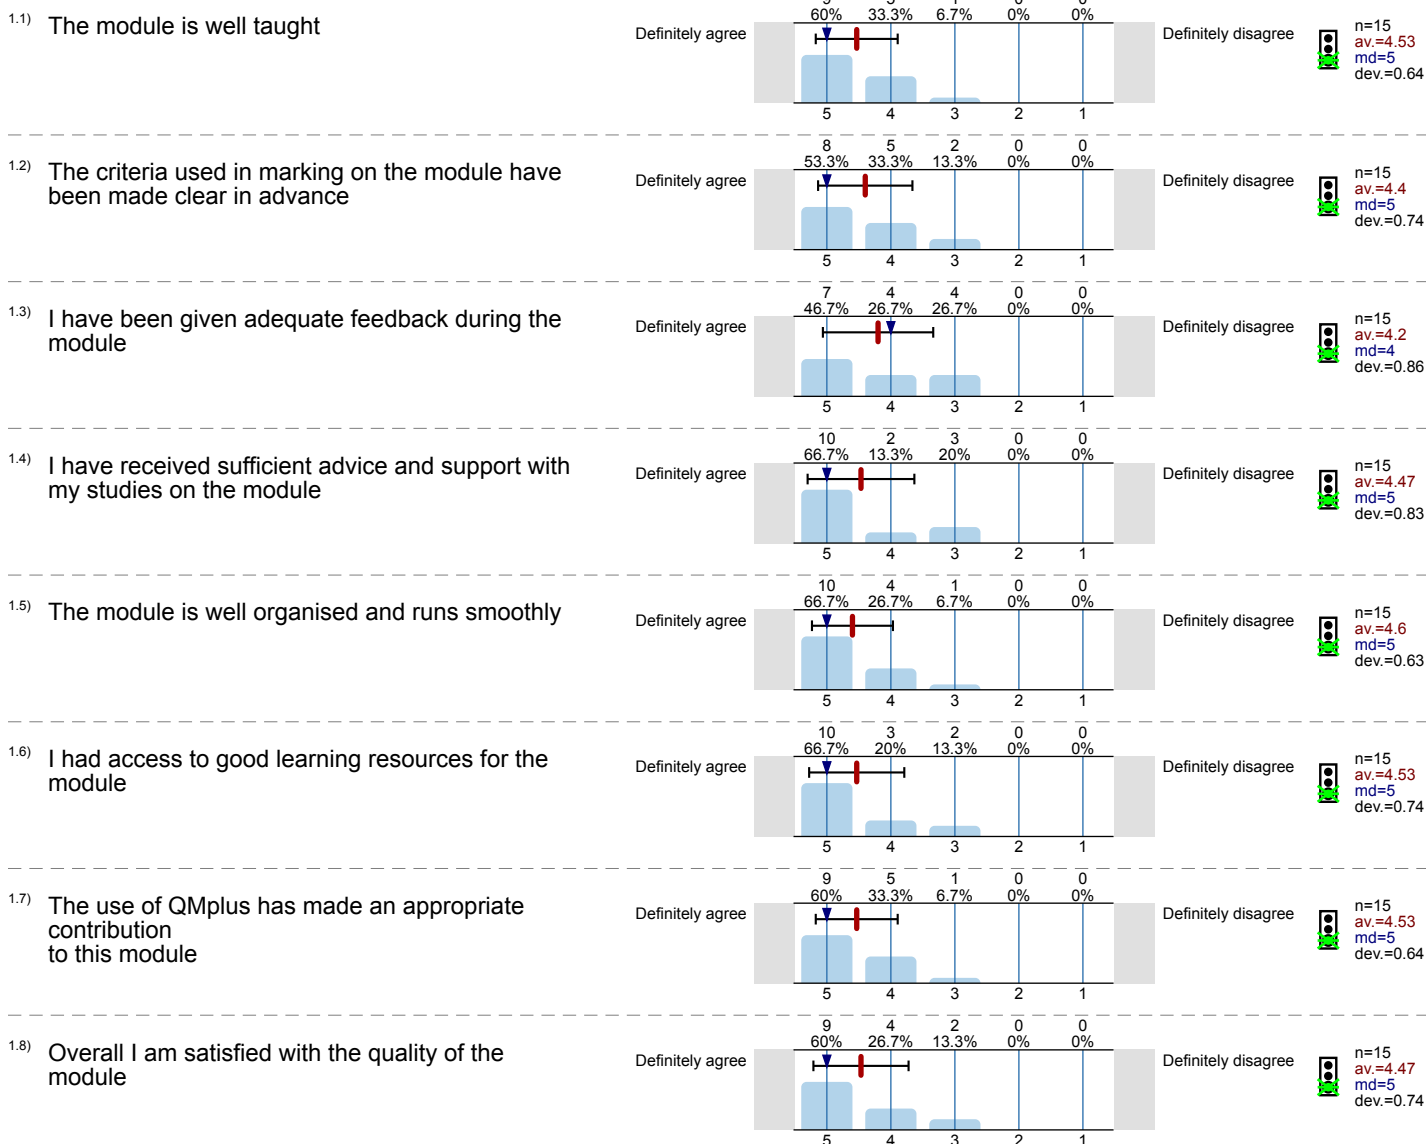 9 5 1 0 0
60% 33.3% 6.7% 0% 0%
1.1) The module is well taught
Definitely agree
Definitely disagree
n=15
av.=4.53
md=5
dev.=0.64
5 4 3 2 1
8 5 2 0 0
53.3% 33.3% 13.3% 0% 0%
1.2) The criteria used in marking on the module have
been made clear in advance
Definitely agree
Definitely disagree
n=15
av.=4.4
md=5
dev.=0.74
5 4 3 2 1
7 4 4 0 0
46.7% 26.7% 26.7% 0% 0%
1.3) I have been given adequate feedback during the
module
Definitely agree
Definitely disagree
n=15
av.=4.2
md=4
dev.=0.86
5 4 3 2 1
10 2 3 0 0
66.7% 13.3% 20% 0% 0%
1.4) I have received sufficient advice and support with
my studies on the module
Definitely agree
Definitely disagree
n=15
av.=4.47
md=5
dev.=0.83
5 4 3 2 1
10 4 1 0 0
66.7% 26.7% 6.7% 0% 0%
1.5) The module is well organised and runs smoothly
Definitely agree
Definitely disagree
n=15
av.=4.6
md=5
dev.=0.63
5 4 3 2 1
10 3 2 0 0
66.7% 20% 13.3% 0% 0%
1.6) I had access to good learning resources for the
module
Definitely agree
Definitely disagree
n=15
av.=4.53
md=5
dev.=0.74
5 4 3 2 1
9 5 1 0 0
60% 33.3% 6.7% 0% 0%
1.7) The use of QMplus has made an appropriate
contribution
to this module
Definitely agree
Definitely disagree
n=15
av.=4.53
md=5
dev.=0.64
5 4 3 2 1
9 4 2 0 0
60% 26.7% 13.3% 0% 0%
1.8) Overall I am satisfied with the quality of the
module
Definitely agree
Definitely disagree
n=15
av.=4.47
md=5
dev.=0.74
5 4 3 2 1